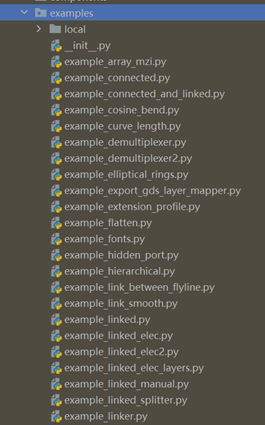 examples
local
__init__.py
example_array_mzi.py
example_connected.py
example_connected_and_linked.py
example_cosine_bend.py
example_curve_length.py
example_demultiplexer.py
example_demultiplexer2.py
example_elliptical_rings.py
example_export_gds_layer_mapper.py
example_extension_profile.py
example_flatten.py
example_fonts.py
example_hidden_port.py
example_hierarchical.py
example_link_between_flyline.py
example_link_smooth.py
example_linked.py
example_linked_elec.py
example_linked_elec2.py
example_linked_elec_layers.py
example_linked_manual.py
example_linked_splitter.py
example_linker.py